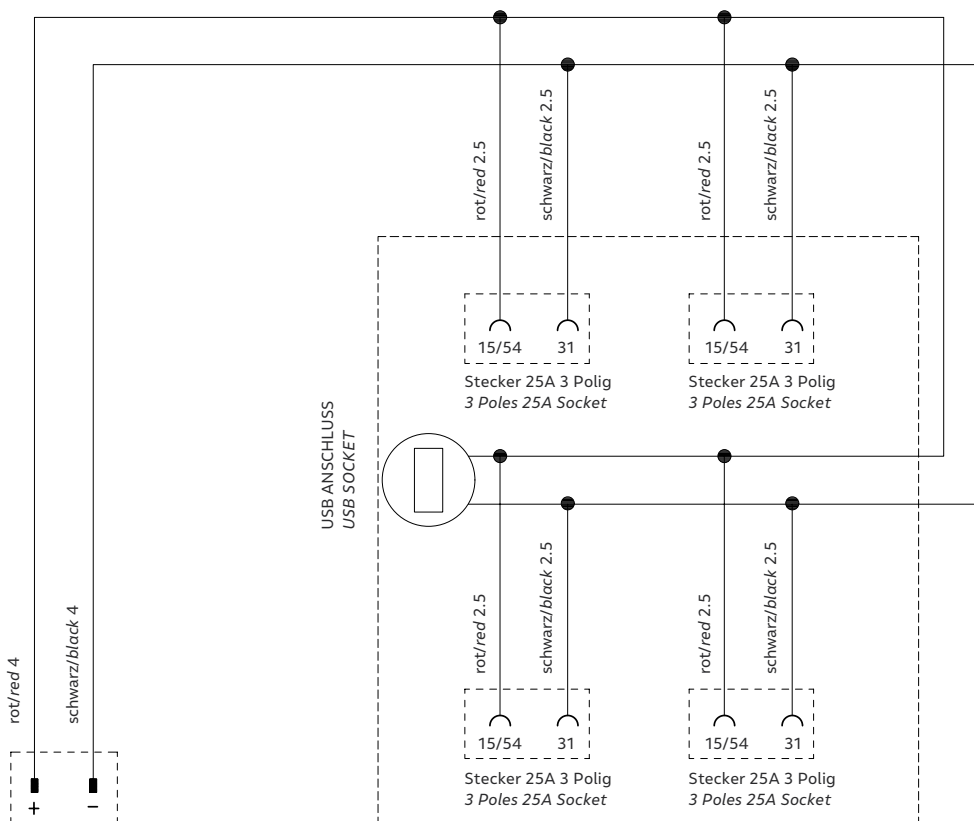 rot/red 2.5
schwarz/black 2.5
rot/red 2.5
schwarz/black 2.5
15/54
31
Stecker 25A 3 Polig
3 Poles 25A Socket
15/54
31
Stecker 25A 3 Polig
3 Poles 25A Socket
USB ANSCHLUSS
USB SOCKET
rot/red 2.5
schwarz/black 2.5
rot/red 2.5
schwarz/black 2.5
rot/red 4
schwarz/black 4
15/54
31
Stecker 25A 3 Polig
3 Poles 25A Socket
15/54
31
Stecker 25A 3 Polig
3 Poles 25A Socket
+
−